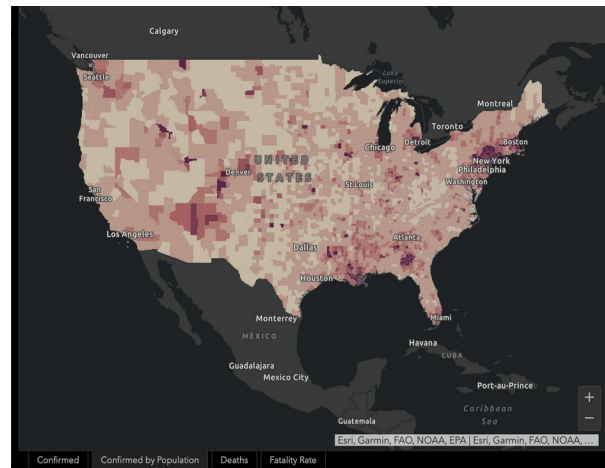 Calgary
Vancouver
Seattle
Lake
Superior
Montreal
Toronto
Chicago
Detroit
Boston
New York
Philadelphia
UNITED
STATES
Denver
St Louis
Washington
San
Francisco
Los Angeles
Dallas
Atlanta
Houston
Monterrey
Miami
MÉXICO
Havana
CUBA
Guadalajara
Mexico City
Port-au-Prince
Caribbean
Sea
Guatemala
+
−
Esri, Garmin, FAO, NOAA, EPA | Esri, Garmin, FAO, NOAA, ...
Confirmed
Confirmed by Population
Deaths
Fatality Rate